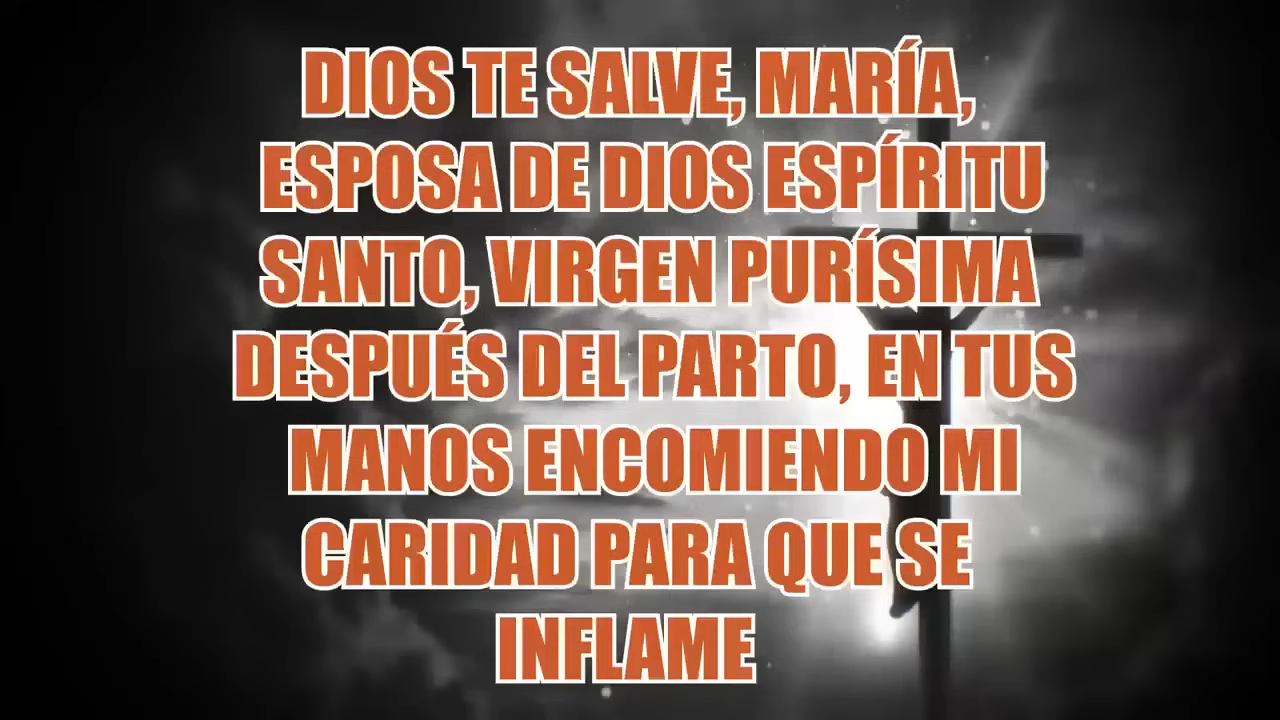 DIOS TE SALVE, MARÍA,
ESPOSA DE DIOS ESPÍRITU
SANTO, VIRGEN PURÍSIMA
DESPUÉS DEL PARTO, EN TUS
MANOS ENCOMIENDO MI
CARIDAD PARA QUE SE
INFLAME